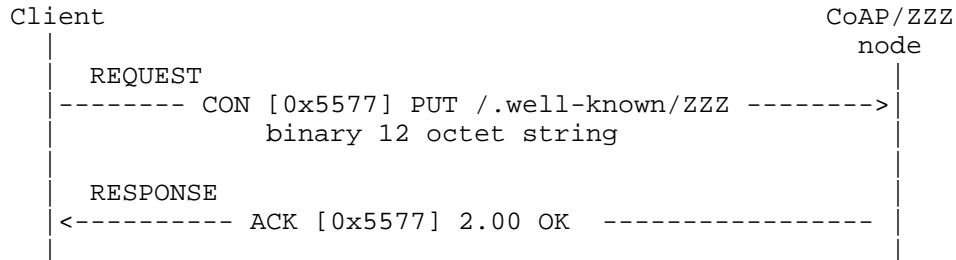 Client                                              CoAP/ZZZ
  |                                                   node
  |  REQUEST                                            |
  |-------- CON [0x5577] PUT /.well-known/ZZZ -------->|
  |             binary 12 octet string                  |
  |                                                     |
  |  RESPONSE                                           |
  |<---------- ACK [0x5577] 2.00 OK  ----------------- |
  |                                                     |